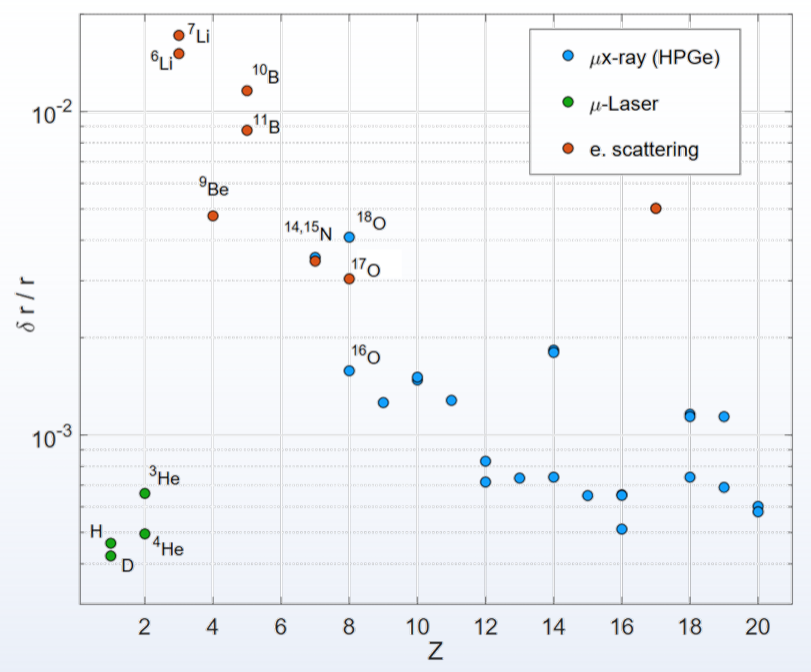 ⁷Li
⁶Li
¹⁰B
¹¹B
⁹Be
¹⁴,¹⁵N
¹⁸O
¹⁷O
¹⁶O
³He
⁴He
H
D
μx-ray (HPGe)
μ-Laser
e. scattering
10⁻²
10⁻³
δ r / r
2 4 6 8 10 12 14 16 18 20
Z